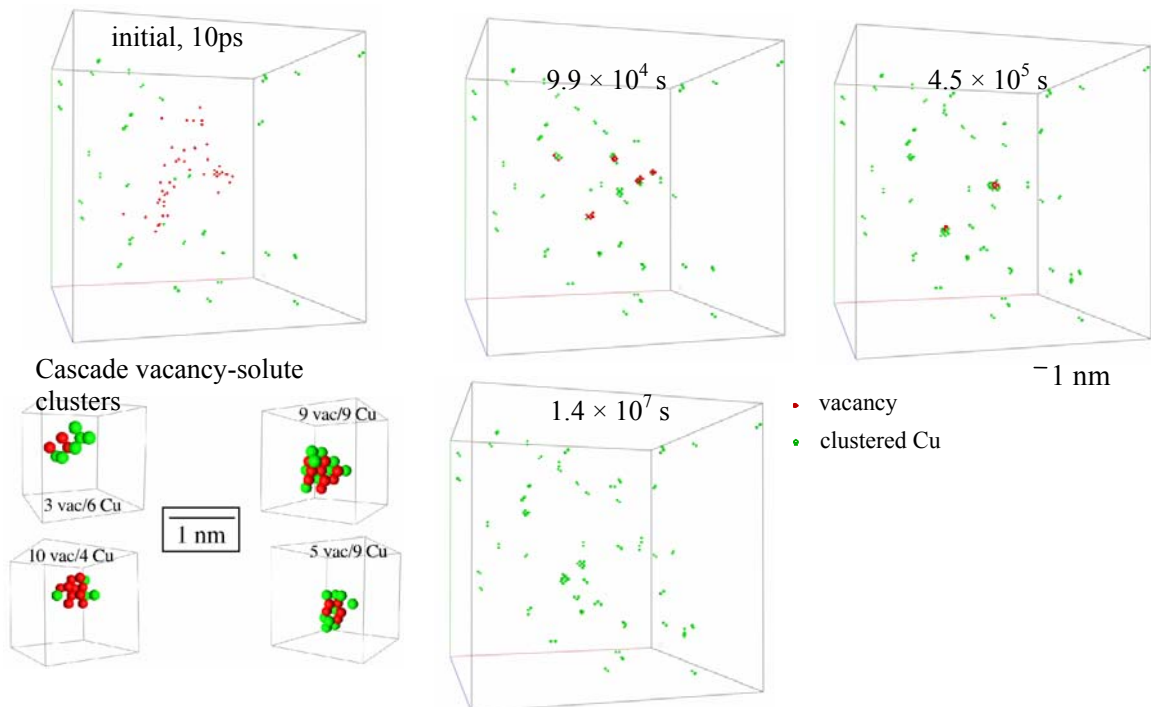 initial, 10ps
9.9 × 10⁴ s
4.5 × 10⁵ s
Cascade vacancy-solute
clusters
1 nm
9 vac/9 Cu
3 vac/6 Cu
1 nm
10 vac/4 Cu
5 vac/9 Cu
1.4 × 10⁷ s
vacancy
clustered Cu